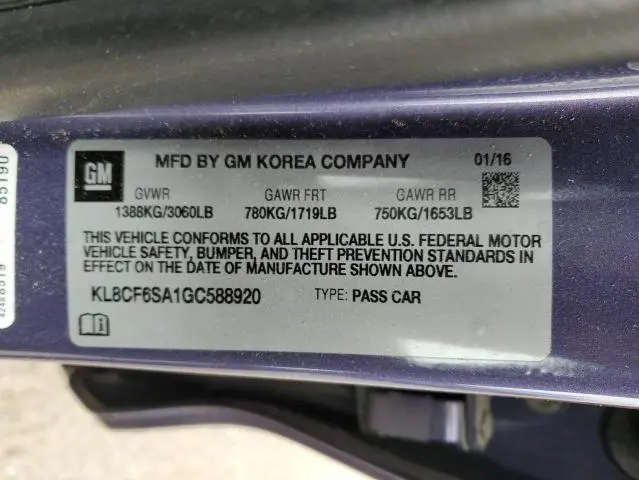 GM
MFD BY GM KOREA COMPANY 01/16
GVWR GAWR FRT GAWR RR
1388KG/3060LB 780KG/1719LB 750KG/1653LB
THIS VEHICLE CONFORMS TO ALL APPLICABLE U.S. FEDERAL MOTOR
VEHICLE SAFETY, BUMPER, AND THEFT PREVENTION STANDARDS IN
EFFECT ON THE DATE OF MANUFACTURE SHOWN ABOVE.
KL8CF6SA1GC588920 TYPE: PASS CAR
85190
42488519